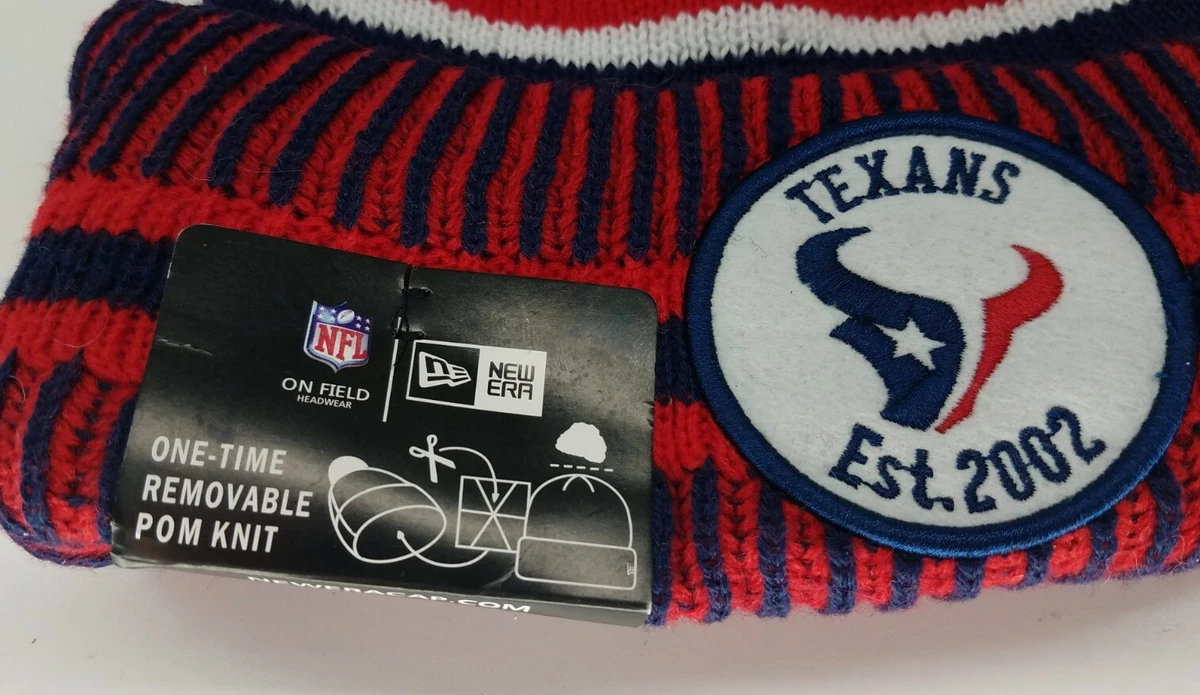 TEXANS
Est. 2002
NFL
ON FIELD
HEADWEAR
NEW
ERA
ONE-TIME
REMOVABLE
POM KNIT
NEWERACAP.COM